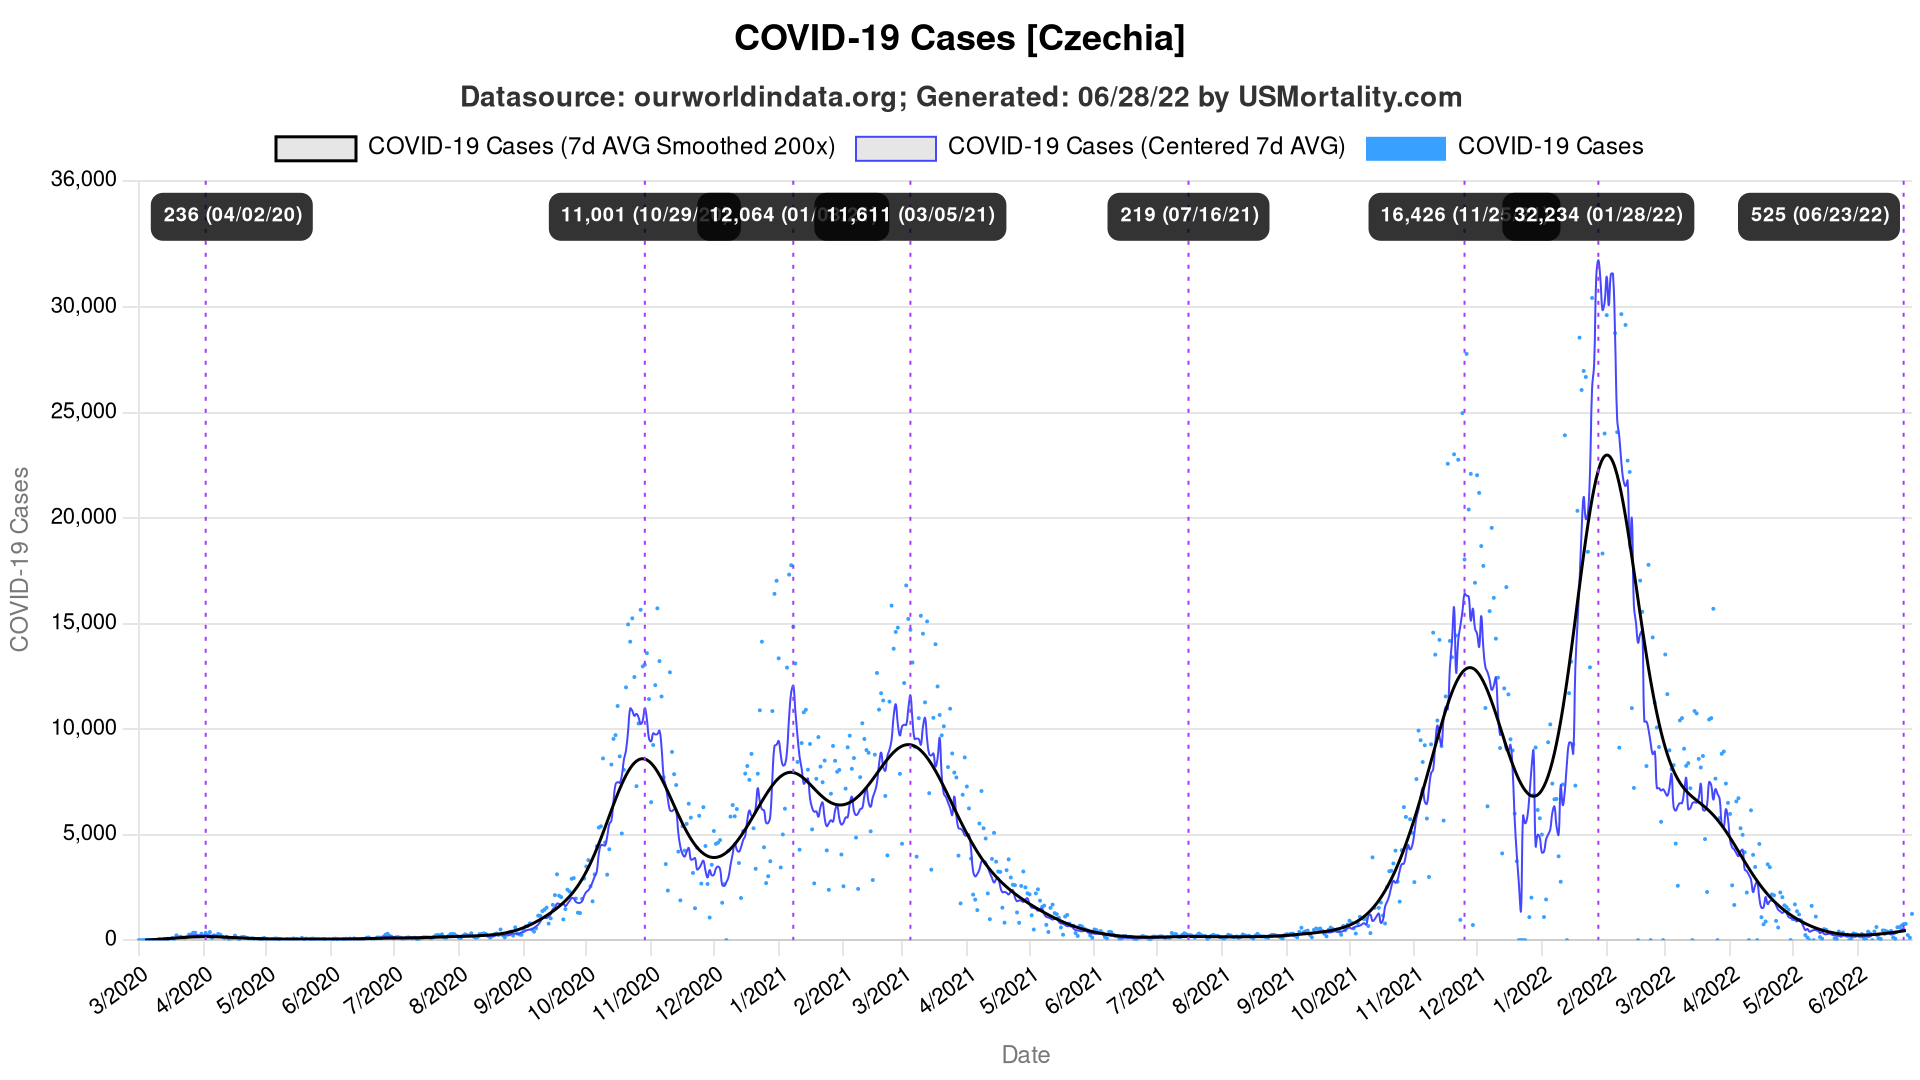 COVID-19 Cases [Czechia]
Datasource: ourworldindata.org; Generated: 06/28/22 by USMortality.com
COVID-19 Cases (7d AVG Smoothed 200x) COVID-19 Cases (Centered 7d AVG) COVID-19 Cases
36,000
236 (04/02/20) 11,001 (10/29/ 12,064 (01/ 11,611 (03/05/21) 219 (07/16/21) 16,426 (11/2 32,234 (01/28/22) 525 (06/23/22)
30,000
25,000
20,000
15,000
10,000
5,000
0
COVID-19 Cases
3/2020 4/2020 5/2020 6/2020 7/2020 8/2020 9/2020 10/2020 11/2020 12/2020 1/2021 2/2021 3/2021 4/2021 5/2021 6/2021 7/2021 8/2021 9/2021 10/2021 11/2021 12/2021 1/2022 2/2022 3/2022 4/2022 5/2022 6/2022
Date